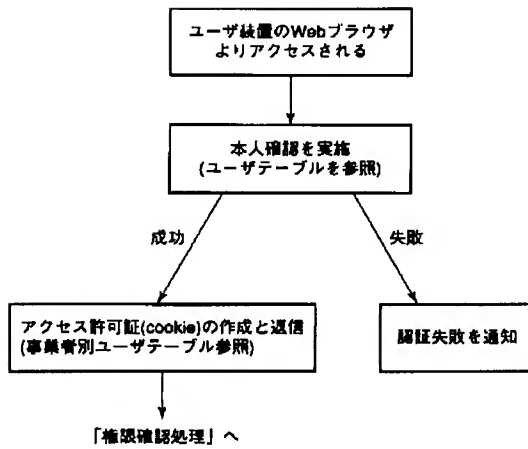 ユーザ装置のWebブラウザ
よりアクセスされる
本人確認を実施
(ユーザテーブルを参照)
成功
失敗
アクセス許可証(cookie)の作成と返信
(事業者別ユーザテーブル参照)
認証失敗を通知
「権限確認処理」へ